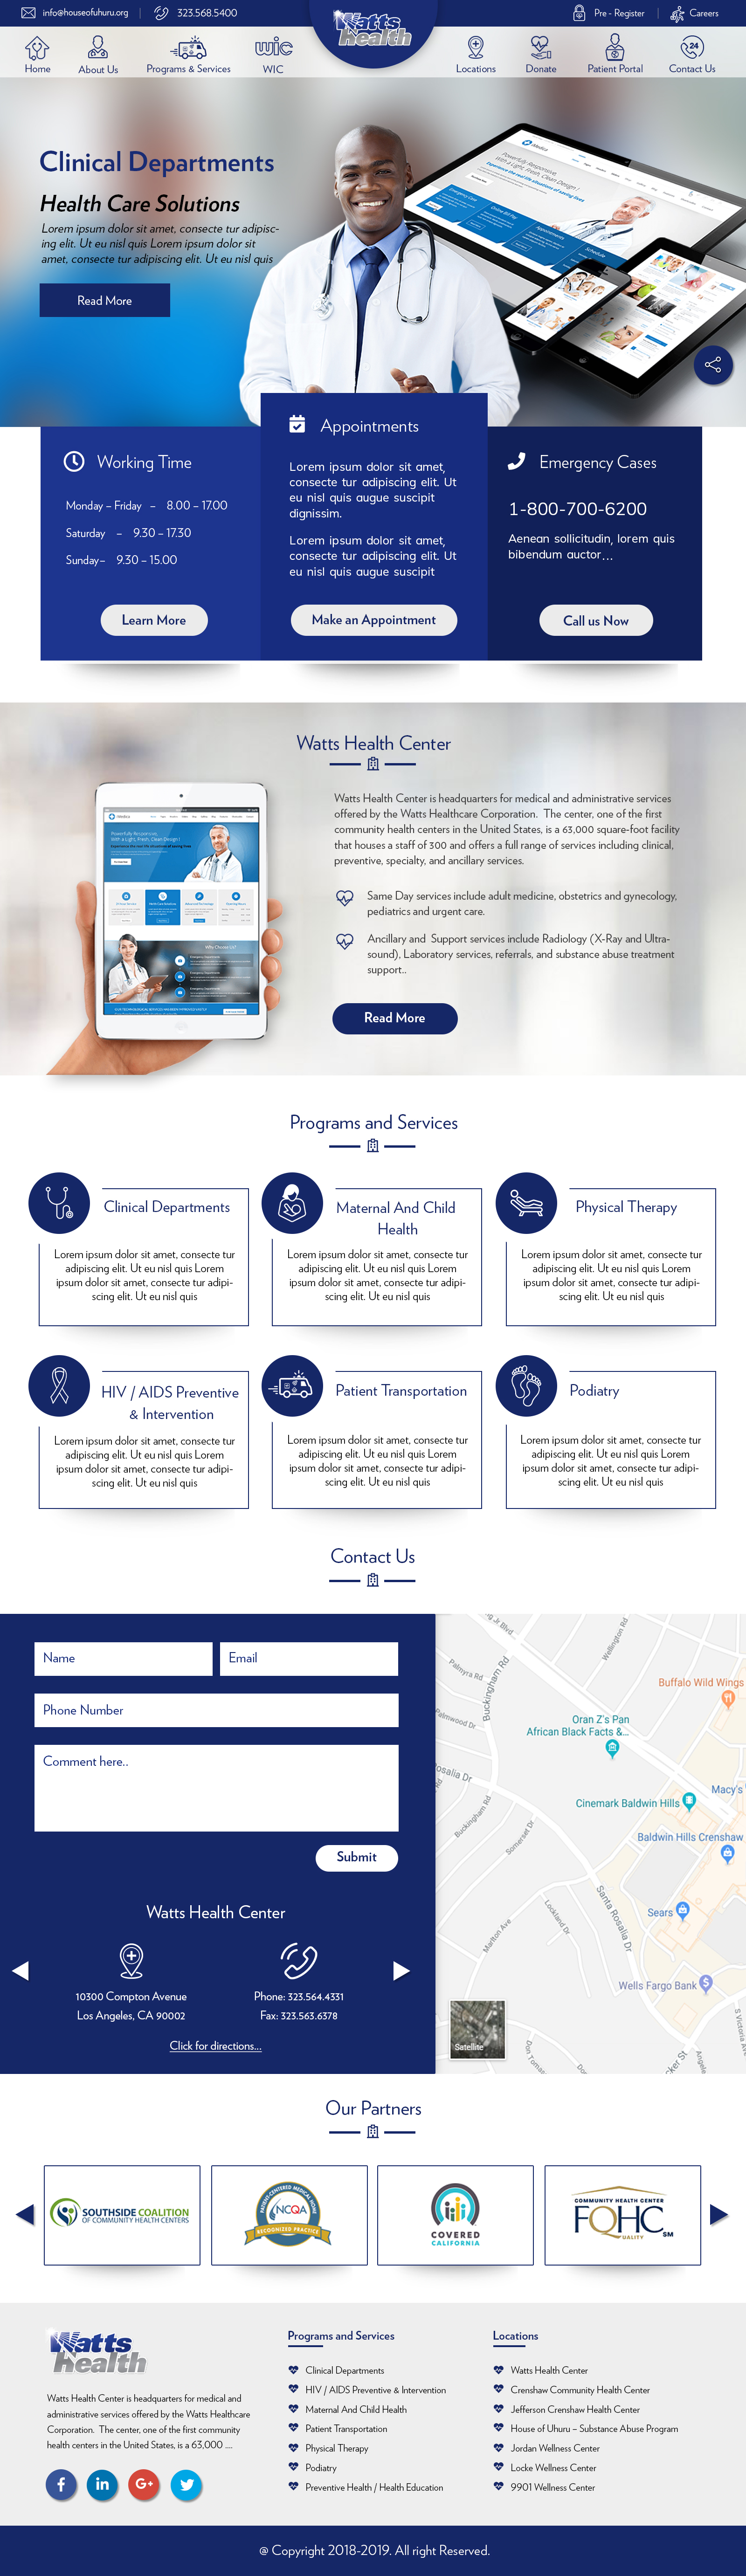 info@houseofuhuru.org | 323.568.5400
Watts Health
Pre - Register | Careers
Home
About Us
Programs & Services
wic
WIC
Locations
Donate
Patient Portal
24
Contact Us
Clinical Departments
Health Care Solutions
Lorem ipsum dolor sit amet, consecte tur adipisc-
ing elit. Ut eu nisl quis Lorem ipsum dolor sit
amet, consecte tur adipiscing elit. Ut eu nisl quis
Read More
Working Time
Monday – Friday – 8.00 – 17.00
Saturday – 9.30 – 17.30
Sunday– 9.30 – 15.00
Learn More
Appointments
Lorem ipsum dolor sit amet,
consecte tur adipiscing elit. Ut
eu nisl quis augue suscipit
dignissim.
Lorem ipsum dolor sit amet,
consecte tur adipiscing elit. Ut
eu nisl quis augue suscipit
Make an Appointment
Emergency Cases
1-800-700-6200
Aenean sollicitudin, lorem quis
bibendum auctor...
Call us Now
Watts Health Center
Watts Health Center is headquarters for medical and administrative services
offered by the Watts Healthcare Corporation. The center, one of the first
community health centers in the United States, is a 63,000 square-foot facility
that houses a staff of 300 and offers a full range of services including clinical,
preventive, specialty, and ancillary services.
Same Day services include adult medicine, obstetrics and gynecology,
pediatrics and urgent care.
Ancillary and Support services include Radiology (X-Ray and Ultra-
sound), Laboratory services, referrals, and substance abuse treatment
support..
Read More
Programs and Services
Clinical Departments
Lorem ipsum dolor sit amet, consecte tur
adipiscing elit. Ut eu nisl quis Lorem
ipsum dolor sit amet, consecte tur adipi-
scing elit. Ut eu nisl quis
Maternal And Child
Health
Lorem ipsum dolor sit amet, consecte tur
adipiscing elit. Ut eu nisl quis Lorem
ipsum dolor sit amet, consecte tur adipi-
scing elit. Ut eu nisl quis
Physical Therapy
Lorem ipsum dolor sit amet, consecte tur
adipiscing elit. Ut eu nisl quis Lorem
ipsum dolor sit amet, consecte tur adipi-
scing elit. Ut eu nisl quis
HIV / AIDS Preventive
& Intervention
Lorem ipsum dolor sit amet, consecte tur
adipiscing elit. Ut eu nisl quis Lorem
ipsum dolor sit amet, consecte tur adipi-
scing elit. Ut eu nisl quis
Patient Transportation
Lorem ipsum dolor sit amet, consecte tur
adipiscing elit. Ut eu nisl quis Lorem
ipsum dolor sit amet, consecte tur adipi-
scing elit. Ut eu nisl quis
Podiatry
Lorem ipsum dolor sit amet, consecte tur
adipiscing elit. Ut eu nisl quis Lorem
ipsum dolor sit amet, consecte tur adipi-
scing elit. Ut eu nisl quis
Contact Us
Name
Email
Phone Number
Comment here..
Submit
Watts Health Center
10300 Compton Avenue
Los Angeles, CA 90002
Phone: 323.564.4331
Fax: 323.563.6378
Click for directions...
Jr Blvd
Wellington Rd
Palmyra Rd
Buckingham Rd
Palmwood Dr
Buffalo Wild Wings
Oran Z's Pan
African Black Facts &...
osalia Dr
Macy's
Cinemark Baldwin Hills
Buckingham Rd
Somerset Dr
Baldwin Hills Crenshaw
Santa Rosalia Dr
Lockland Dr
Sears
Marlton Ave
Wells Fargo Bank
Satellite
S Victoria Ave
Our Partners
SOUTHSIDE COALITION
OF COMMUNITY HEALTH CENTERS
PATIENT-CENTERED MEDICAL HOME
NCQA
RECOGNIZED PRACTICE
COVERED
CALIFORNIA
COMMUNITY HEALTH CENTER
FQHC SM
QUALITY
Watts
Health
Watts Health Center is headquarters for medical and
administrative services offered by the Watts Healthcare
Corporation. The center, one of the first community
health centers in the United States, is a 63,000 ....
Programs and Services
Clinical Departments
HIV / AIDS Preventive & Intervention
Maternal And Child Health
Patient Transportation
Physical Therapy
Podiatry
Preventive Health / Health Education
Locations
Watts Health Center
Crenshaw Community Health Center
Jefferson Crenshaw Health Center
House of Uhuru – Substance Abuse Program
Jordan Wellness Center
Locke Wellness Center
9901 Wellness Center
@ Copyright 2018-2019. All right Reserved.